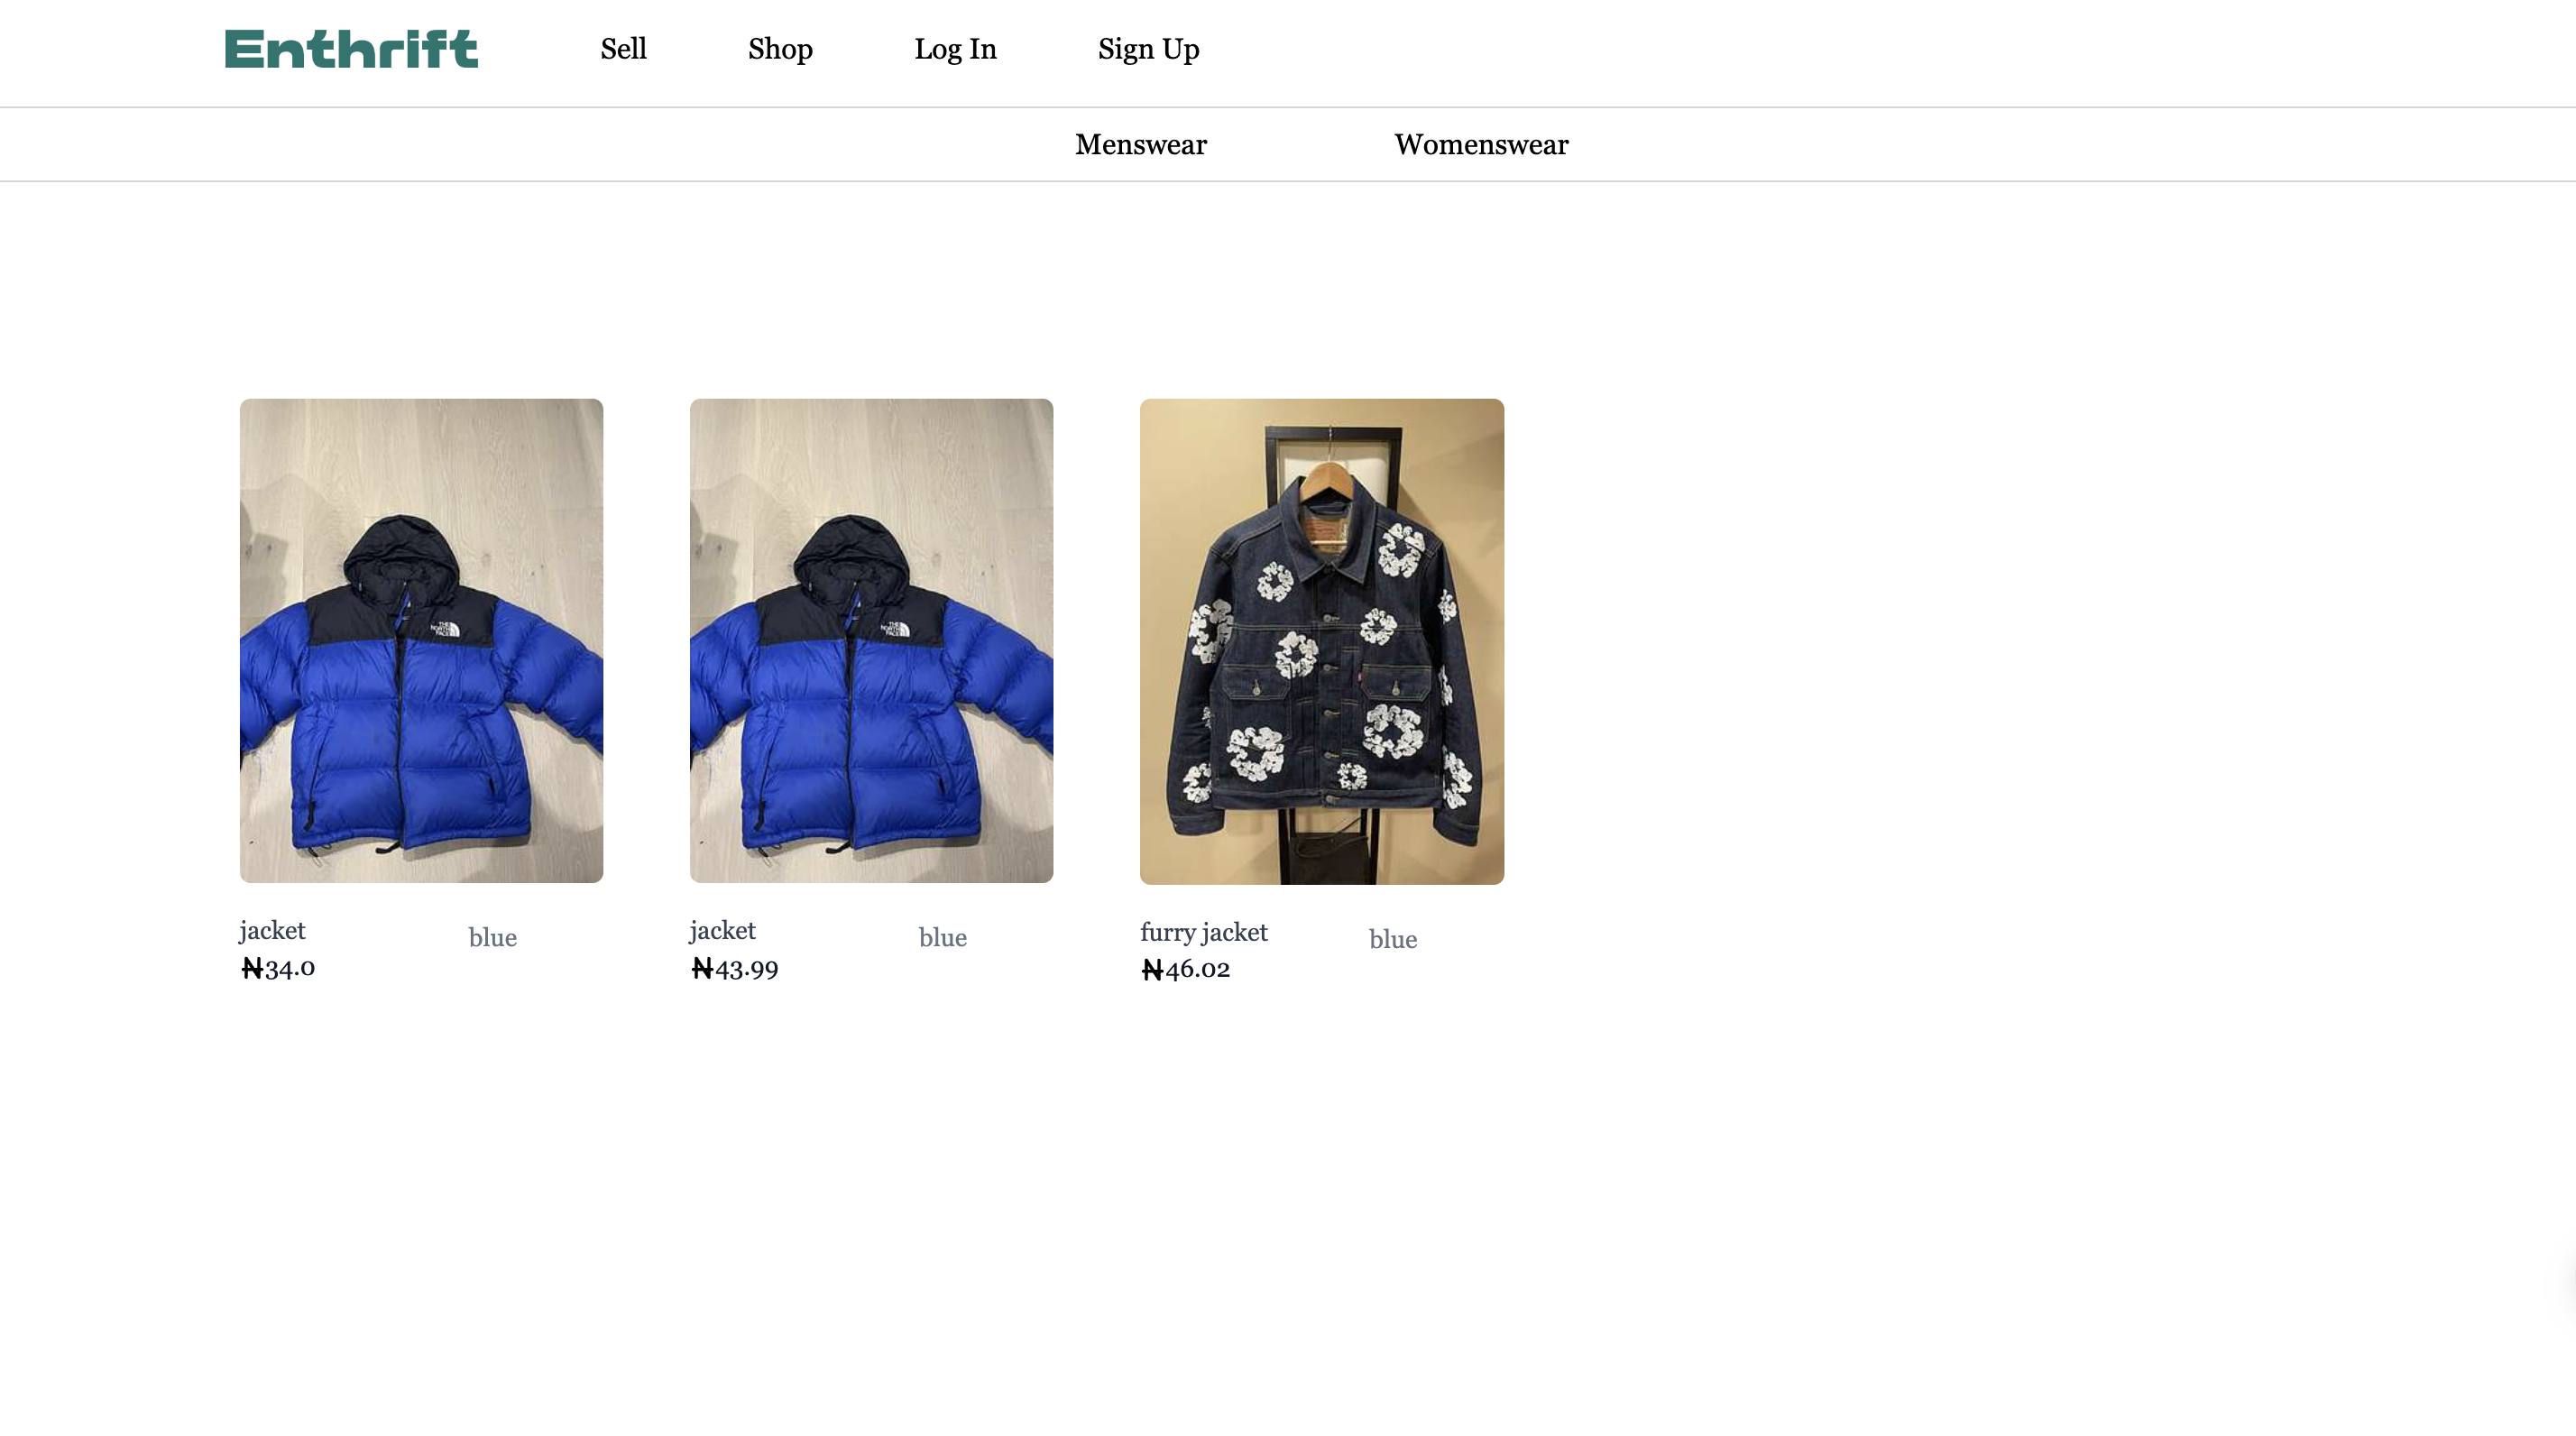 Enthrift
Sell
Shop
Log In
Sign Up
Menswear
Womenswear
THE
NORTH
FACE
THE
NORTH
FACE
jacket
blue
₦34.0
jacket
blue
₦43.99
furry jacket
blue
₦46.02